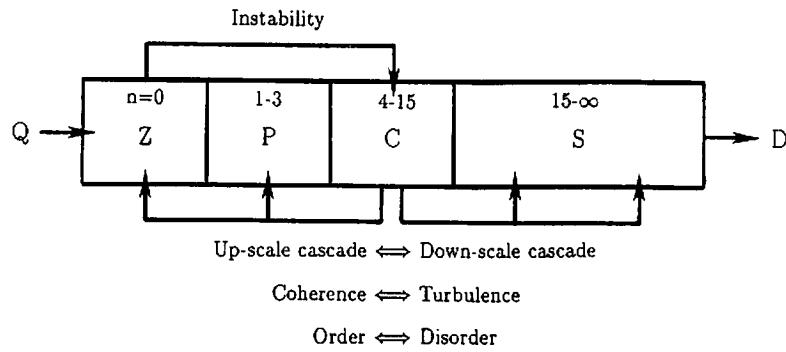 Instability
n=0 1-3 4-15 15-∞
Q Z P C S D
Up-scale cascade ⟺ Down-scale cascade
Coherence ⟺ Turbulence
Order ⟺ Disorder